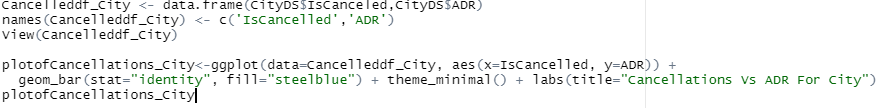 Cancelleddf_City <- data.frame(CityDS$IsCanceled,CityDS$ADR)
names(Cancelleddf_City) <- c('IsCancelled','ADR')
View(Cancelleddf_City)
plotofCancellations_City<-ggplot(data=Cancelleddf_City, aes(x=IsCancelled, y=ADR)) +
geom_bar(stat="identity", fill="steelblue") + theme_minimal() + labs(title="Cancellations Vs ADR For City")
plotofCancellations_City